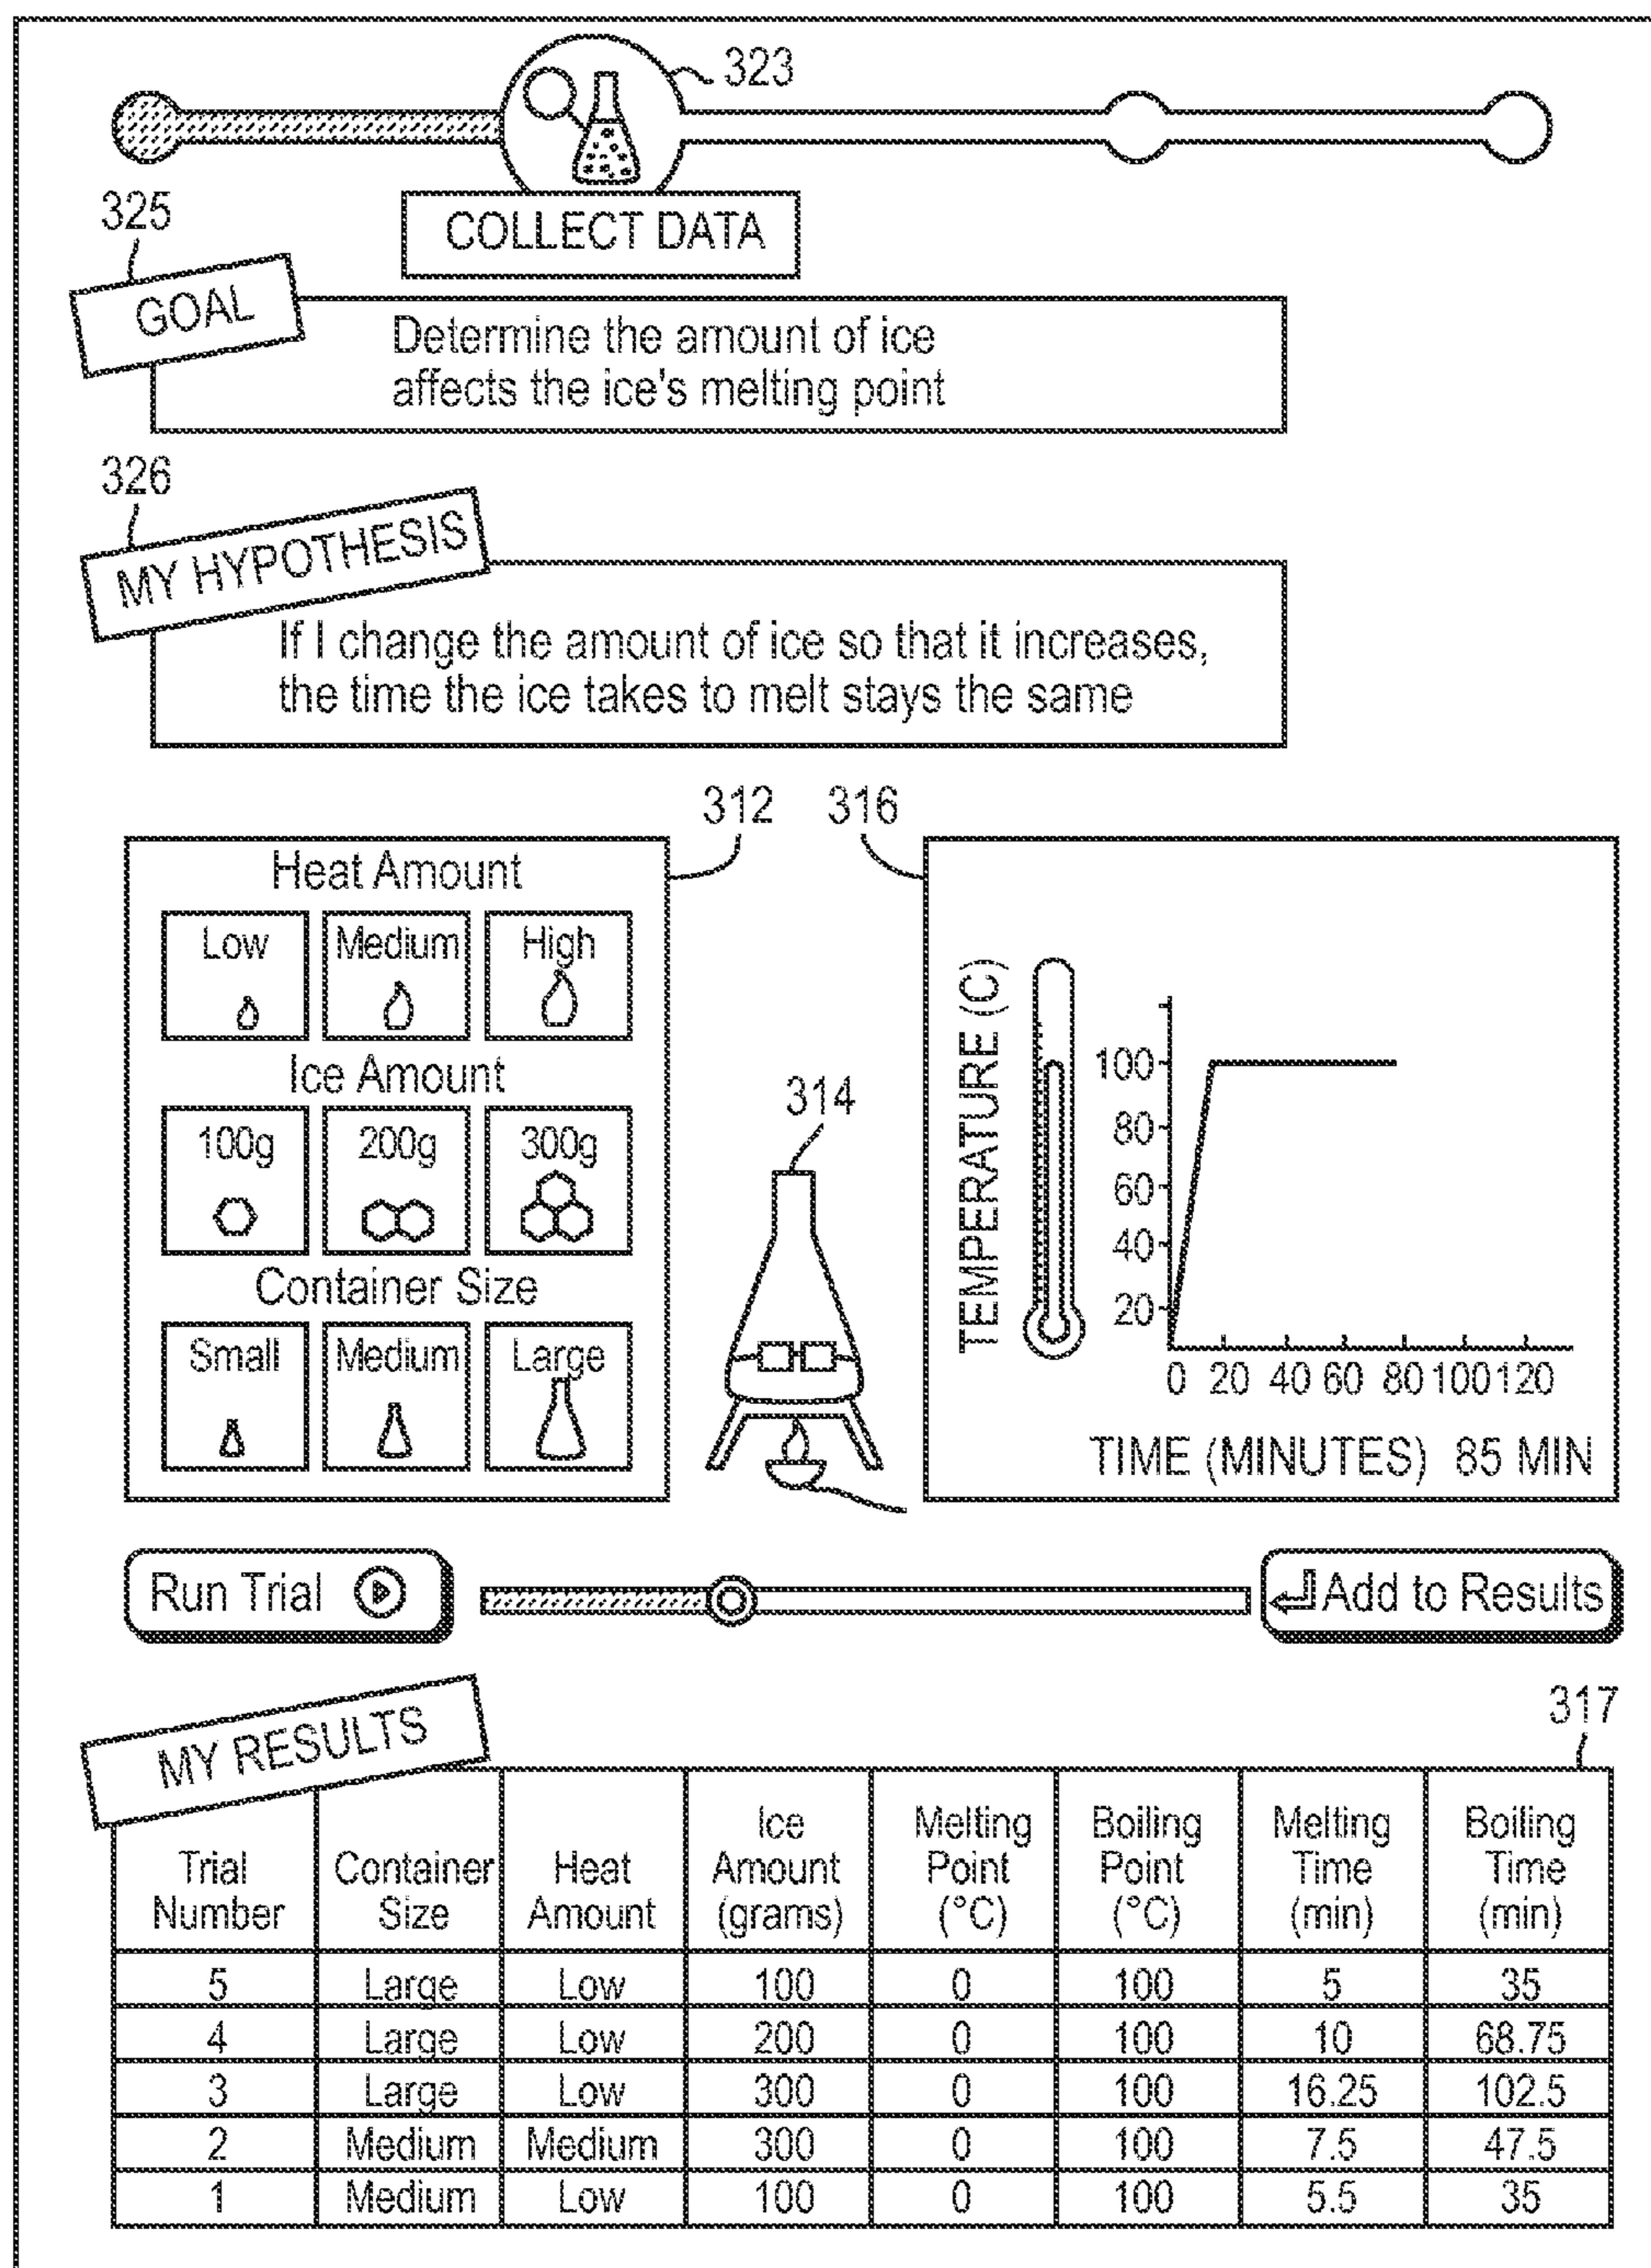 323
COLLECT DATA
325
GOAL
Determine the amount of ice
affects the ice's melting point
326
MY HYPOTHESIS
If I change the amount of ice so that it increases,
the time the ice takes to melt stays the same
312
316
Heat Amount
Low Medium High
Ice Amount
100g 200g 300g
Container Size
Small Medium Large
314
TEMPERATURE (C)
100
80
60
40
20
0 20 40 60 80 100 120
TIME (MINUTES) 85 MIN
Run Trial
Add to Results
MY RESULTS
317
Trial Number Container Size Heat Amount Ice Amount (grams) Melting Point (°C) Boiling Point (°C) Melting Time (min) Boiling Time (min)
5 Large Low 100 0 100 5 35
4 Large Low 200 0 100 10 68.75
3 Large Low 300 0 100 16.25 102.5
2 Medium Medium 300 0 100 7.5 47.5
1 Medium Low 100 0 100 5.5 35